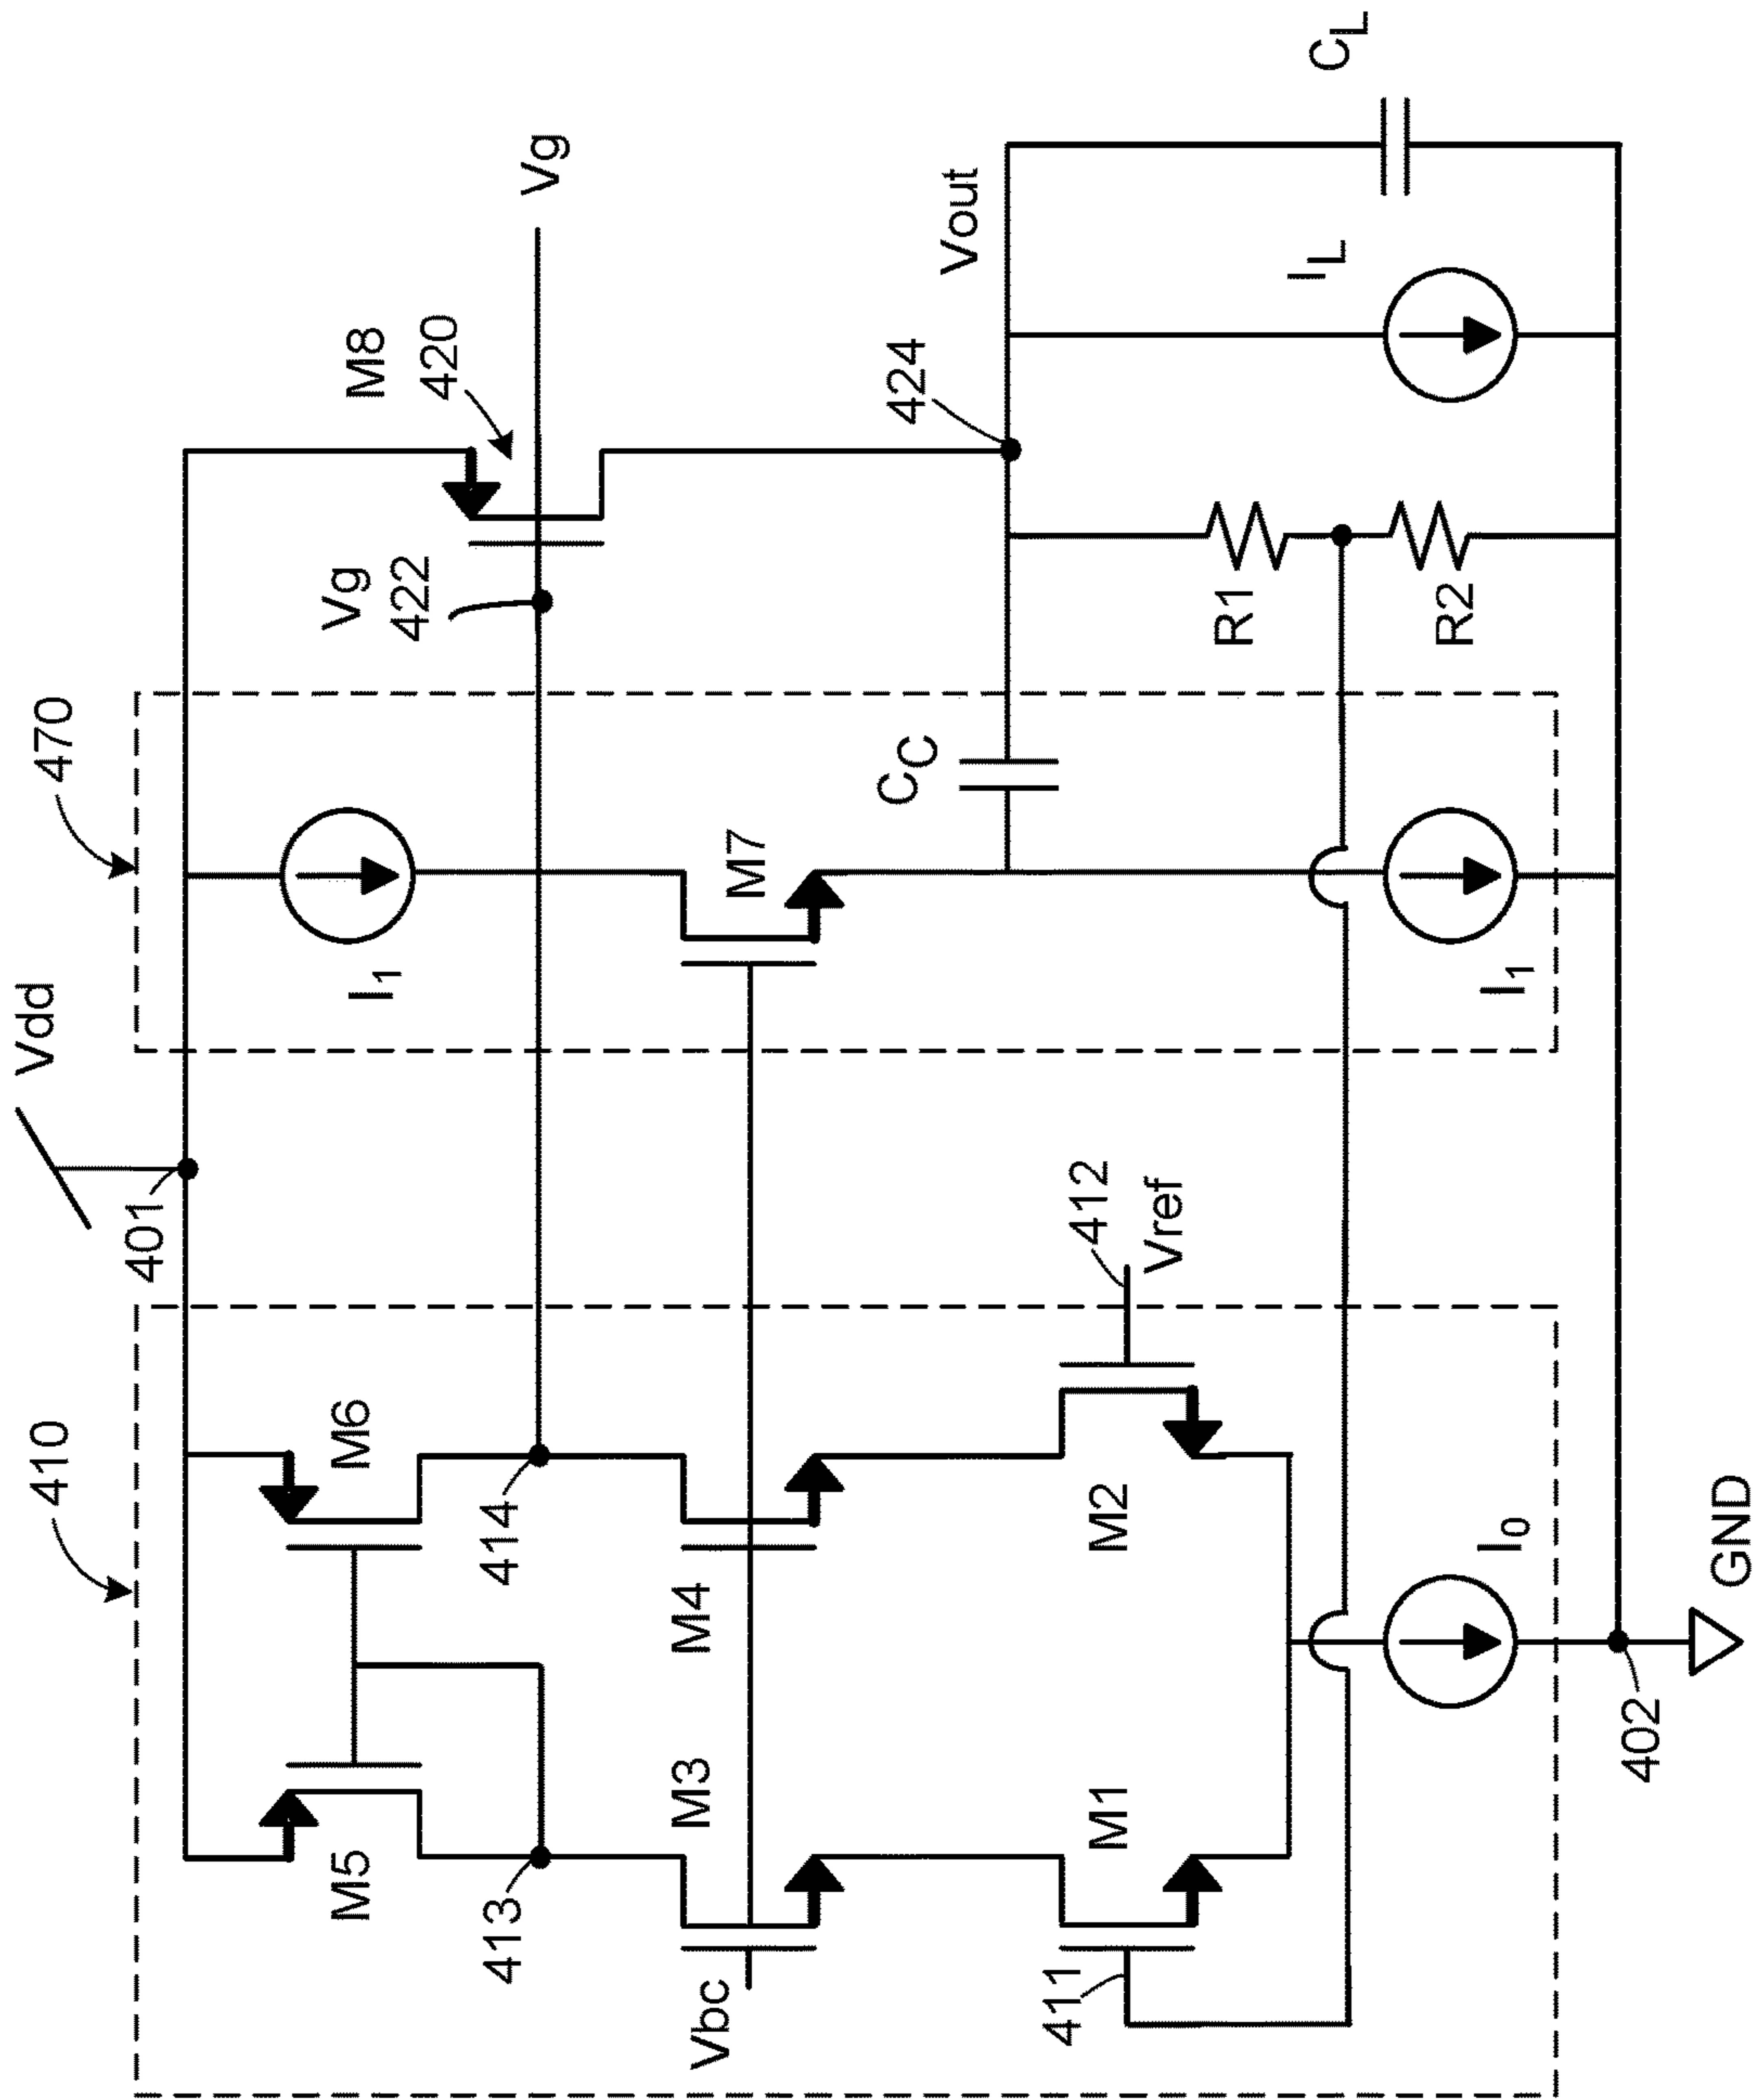 Vdd
401
410
470
M5
M6
I1
M8
420
Vg
422
Vg
413
414
Vbc
M3
M4
M7
CC
424
Vout
411
M1
M2
412
Vref
R1
R2
IL
CL
I0
I1
402
GND